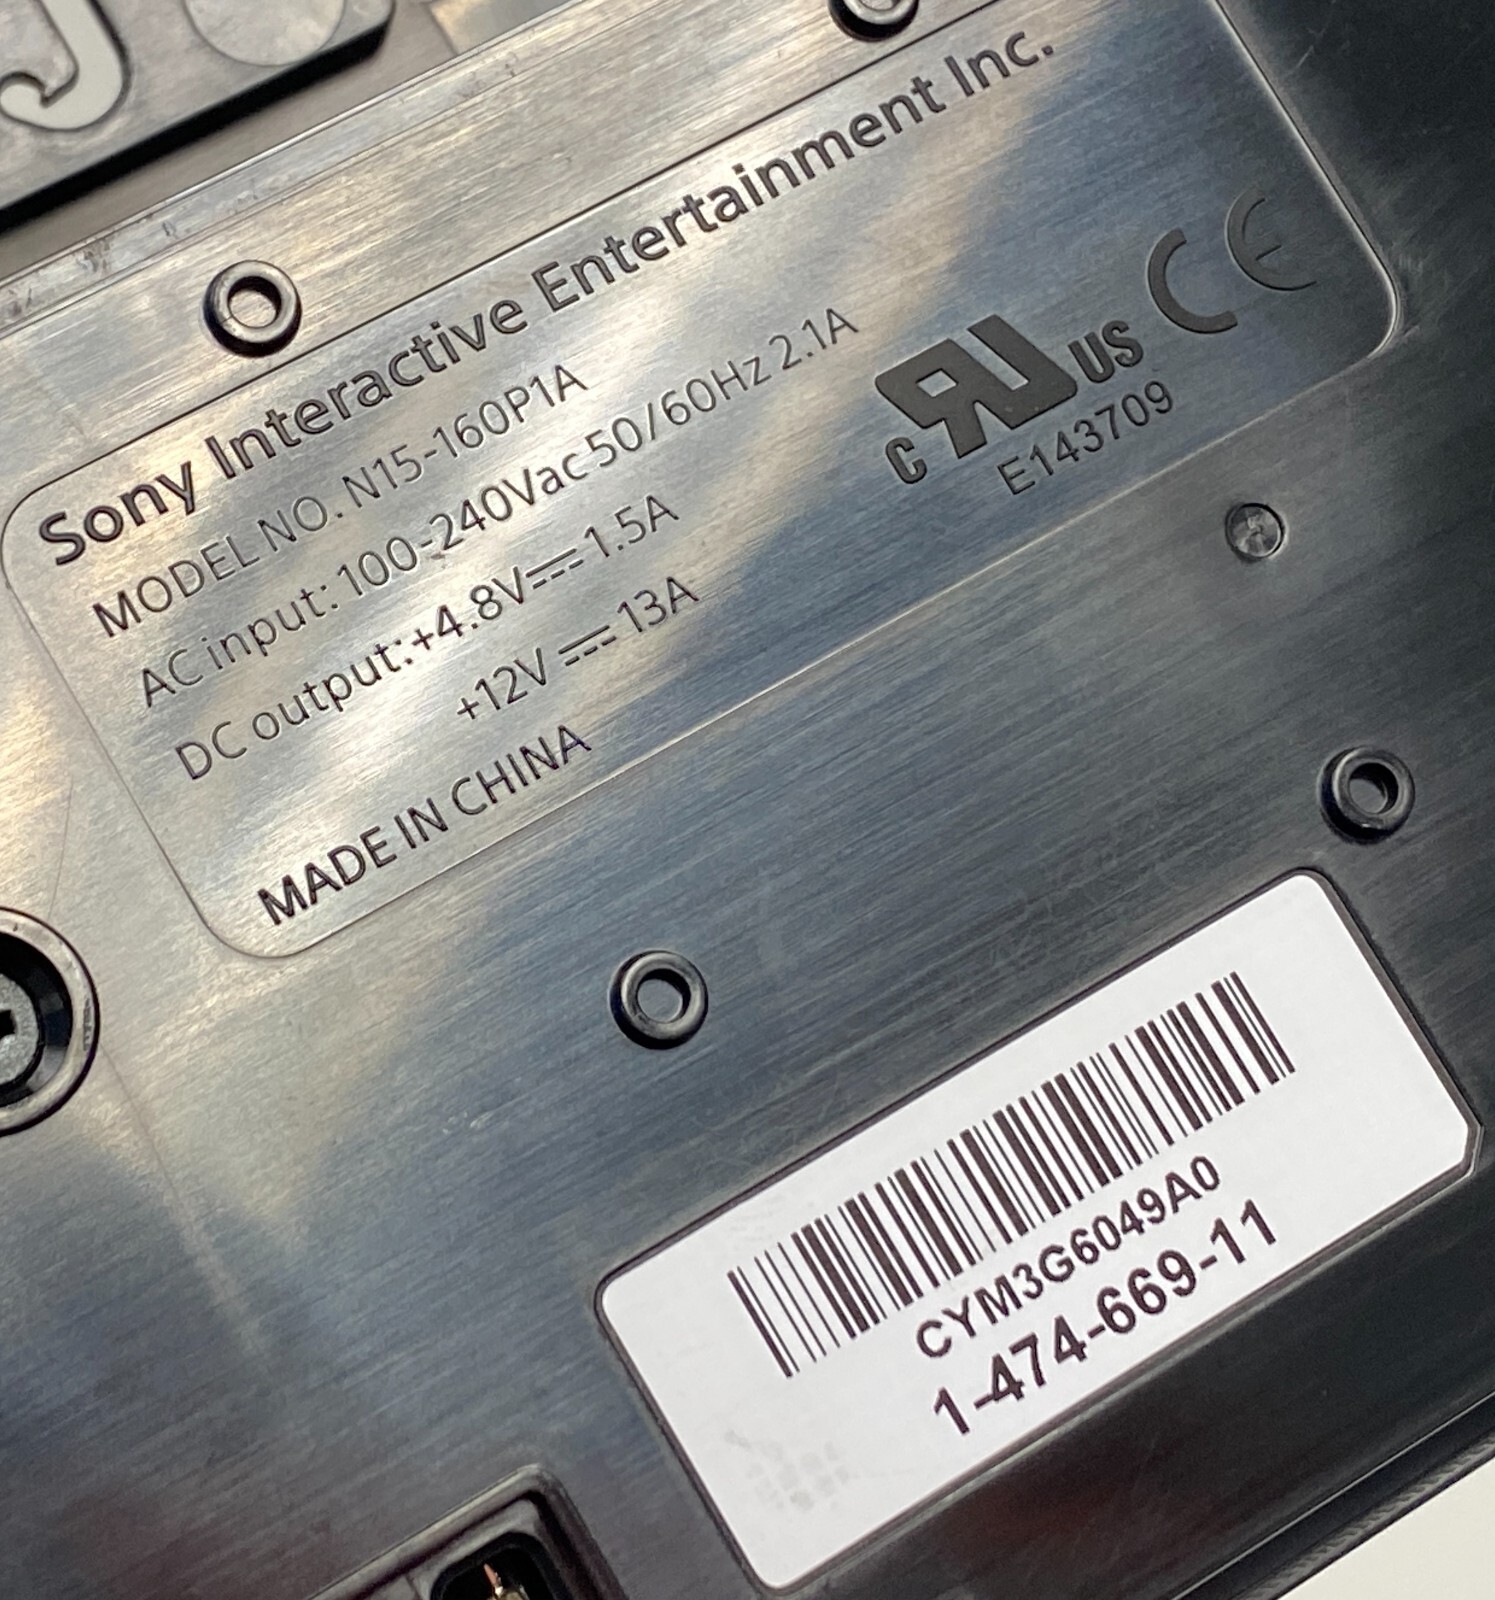 Sony Interactive Entertainment Inc.
MODEL NO. N15-160P1A
AC input: 100-240Vac 50/60Hz 2.1A
DC output: +4.8V⎓1.5A
+12V ⎓ 13A
MADE IN CHINA
c RU US CE
E143709
CYM3G6049A0
1-474-669-11